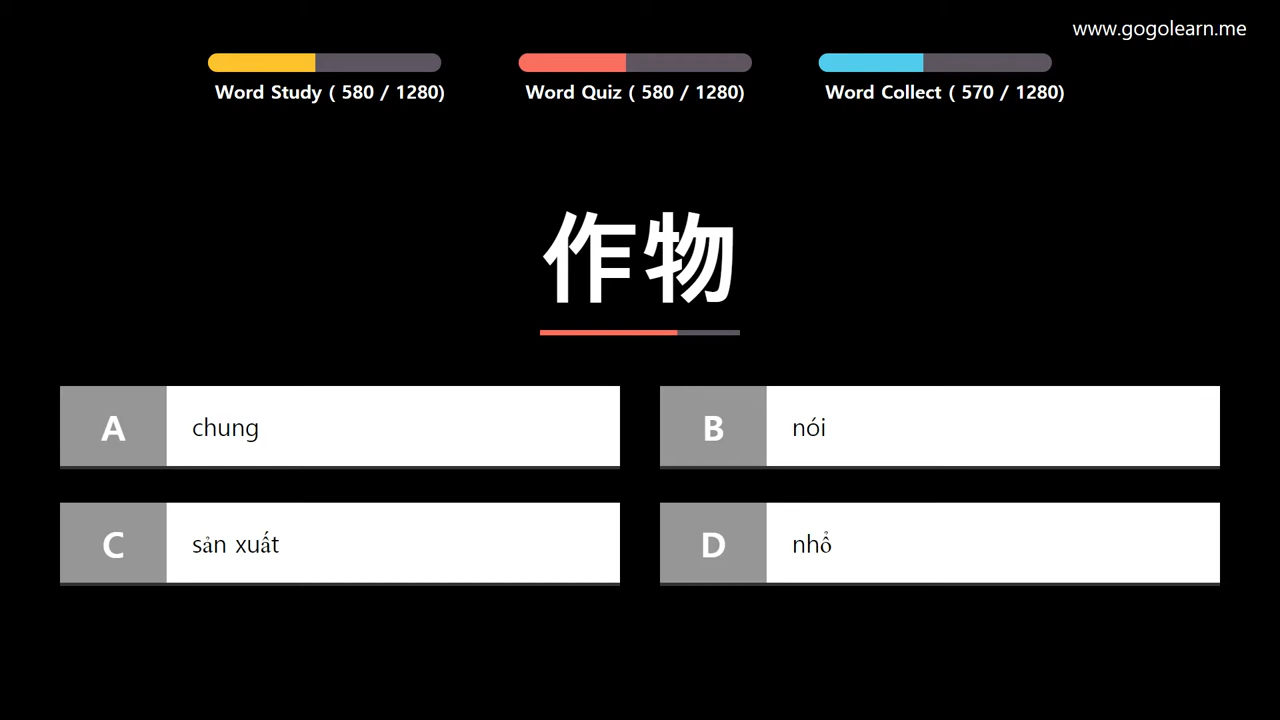 www.gogolearn.me
Word Study ( 580 / 1280)
Word Quiz ( 580 / 1280)
Word Collect ( 570 / 1280)
作物
A chung
B nói
C sản xuất
D nhổ